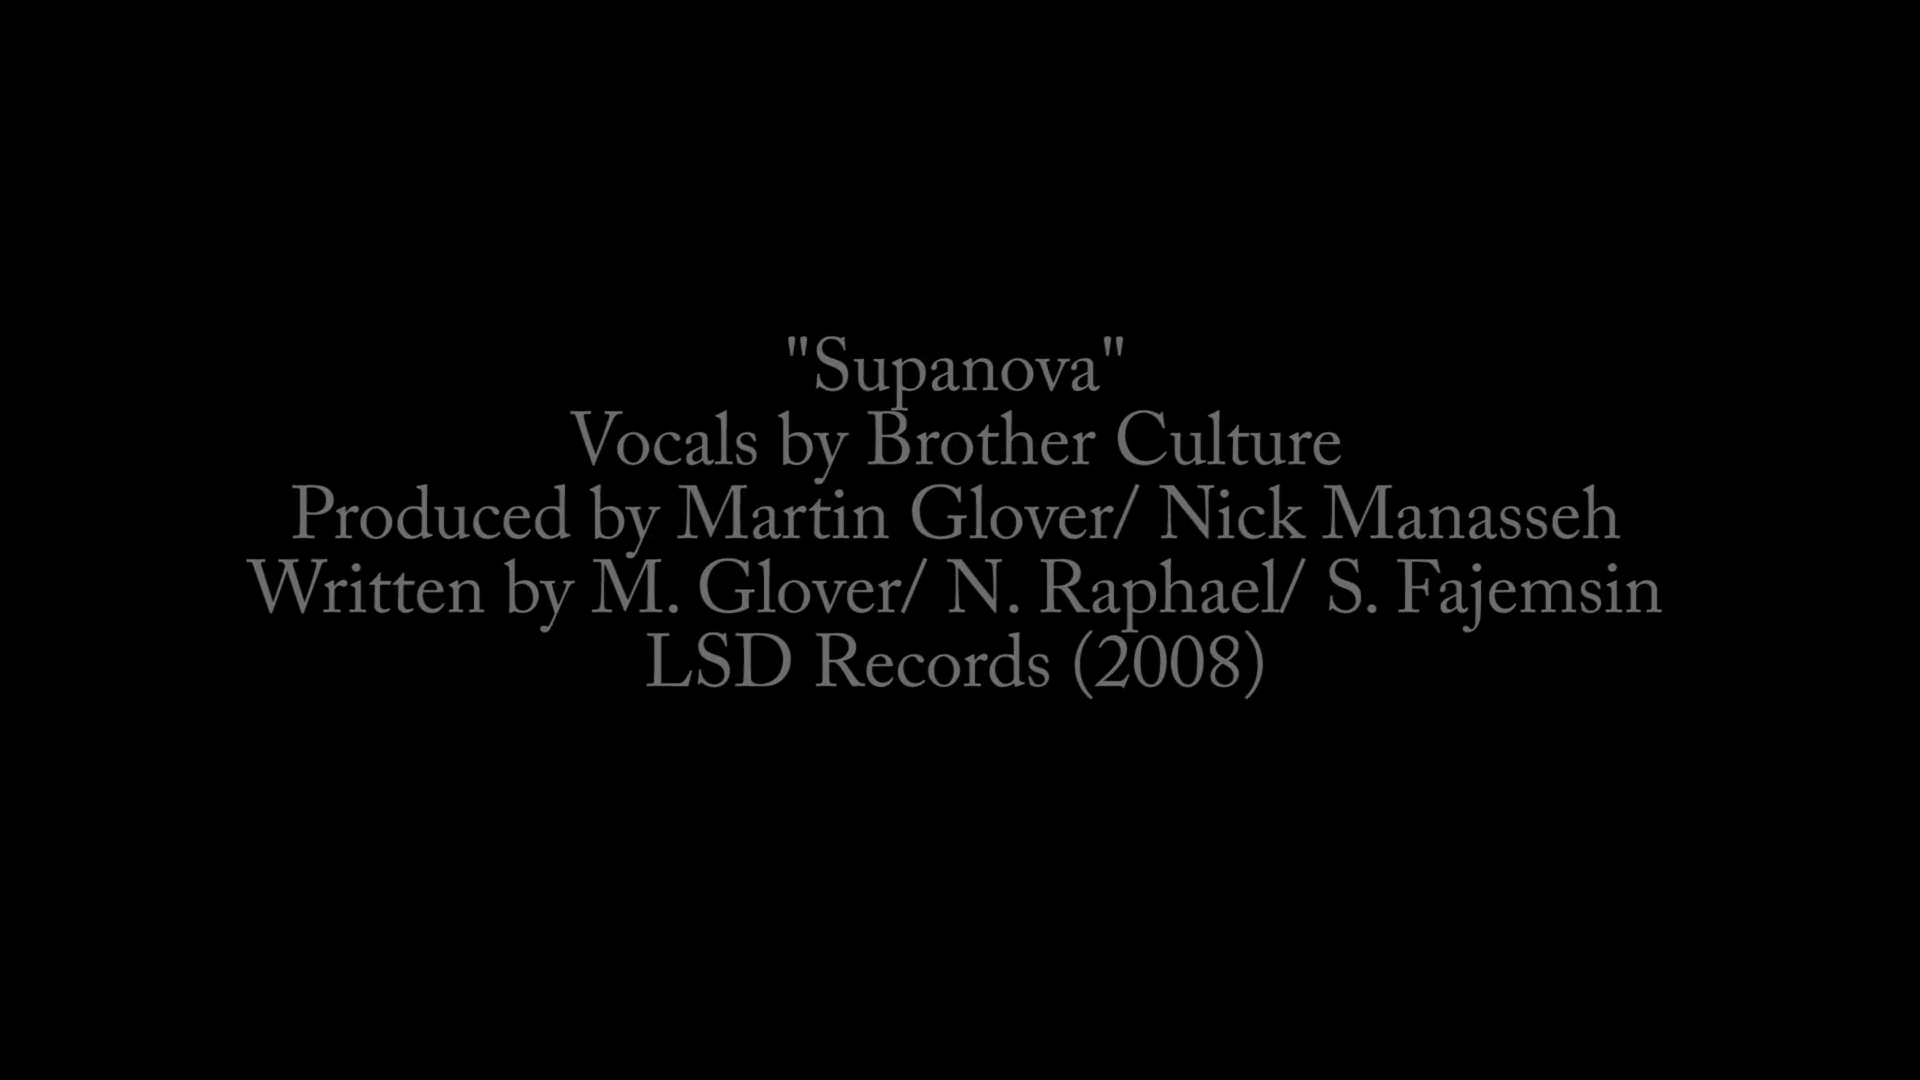 "Supanova"
Vocals by Brother Culture
Produced by Martin Glover/ Nick Manasseh
Written by M. Glover/ N. Raphael/ S. Fajemsin
LSD Records (2008)